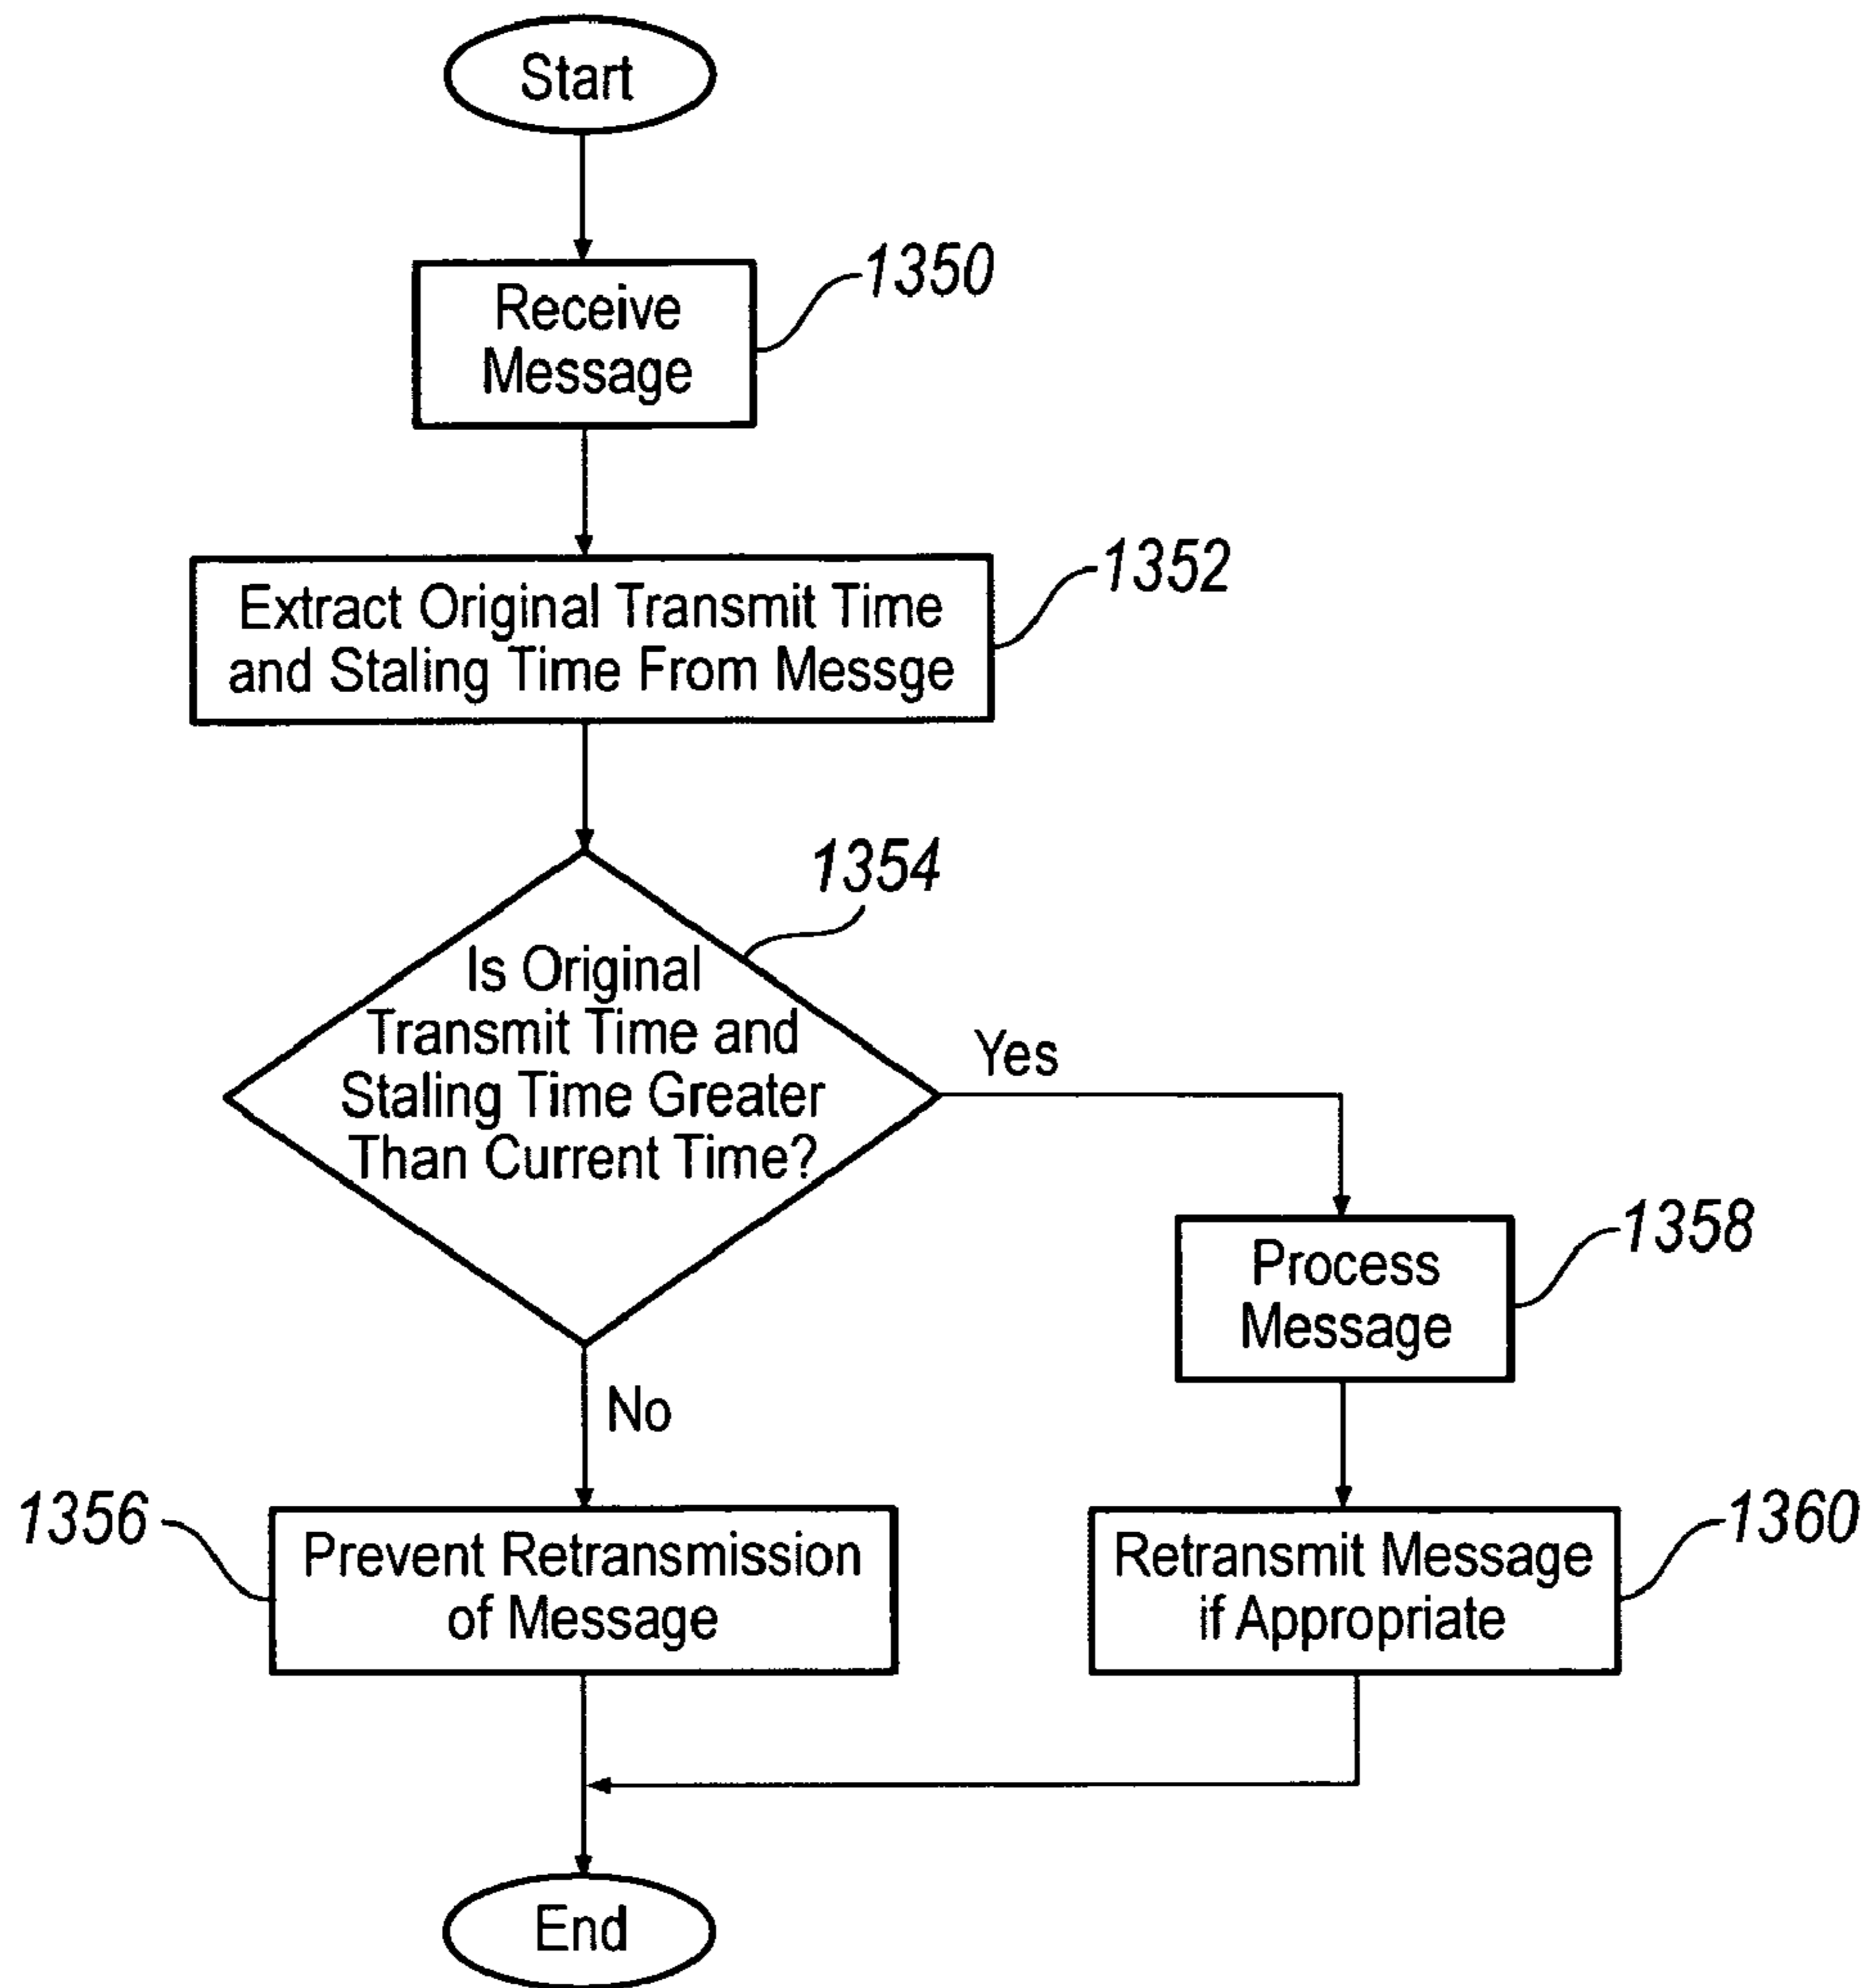 Start
Receive
Message
1350
Extract Original Transmit Time
and Staling Time From Messge
1352
1354
Is Original
Transmit Time and
Staling Time Greater
Than Current Time?
Yes
No
Process
Message
1358
1356
Prevent Retransmission
of Message
Retransmit Message
if Appropriate
1360
End